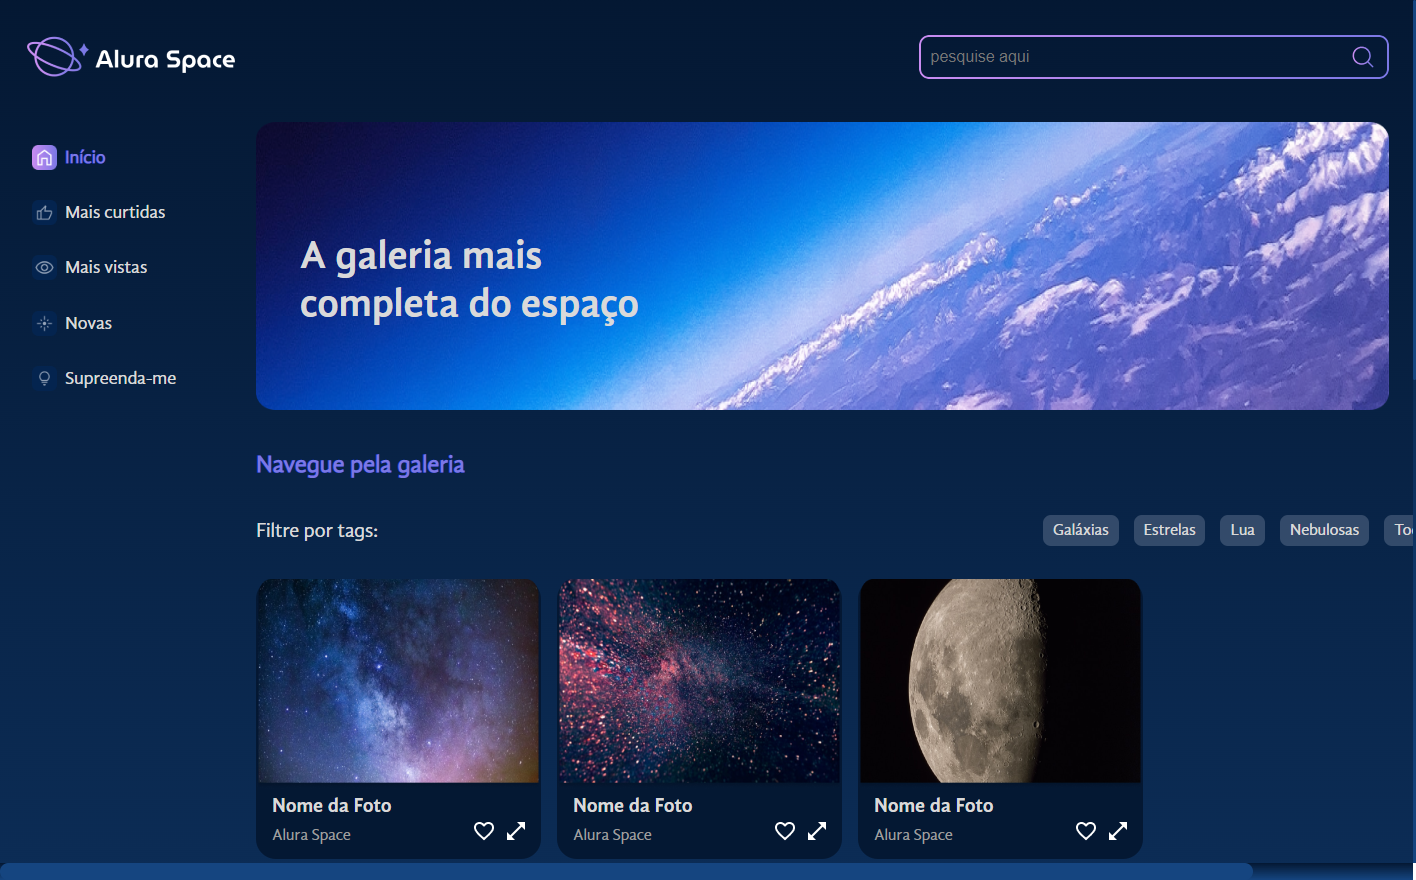 Alura Space
pesquise aqui
Início
Mais curtidas
Mais vistas
Novas
Supreenda-me
A galeria mais
completa do espaço
Navegue pela galeria
Filtre por tags:
Galáxias
Estrelas
Lua
Nebulosas
Nome da Foto
Alura Space
Nome da Foto
Alura Space
Nome da Foto
Alura Space